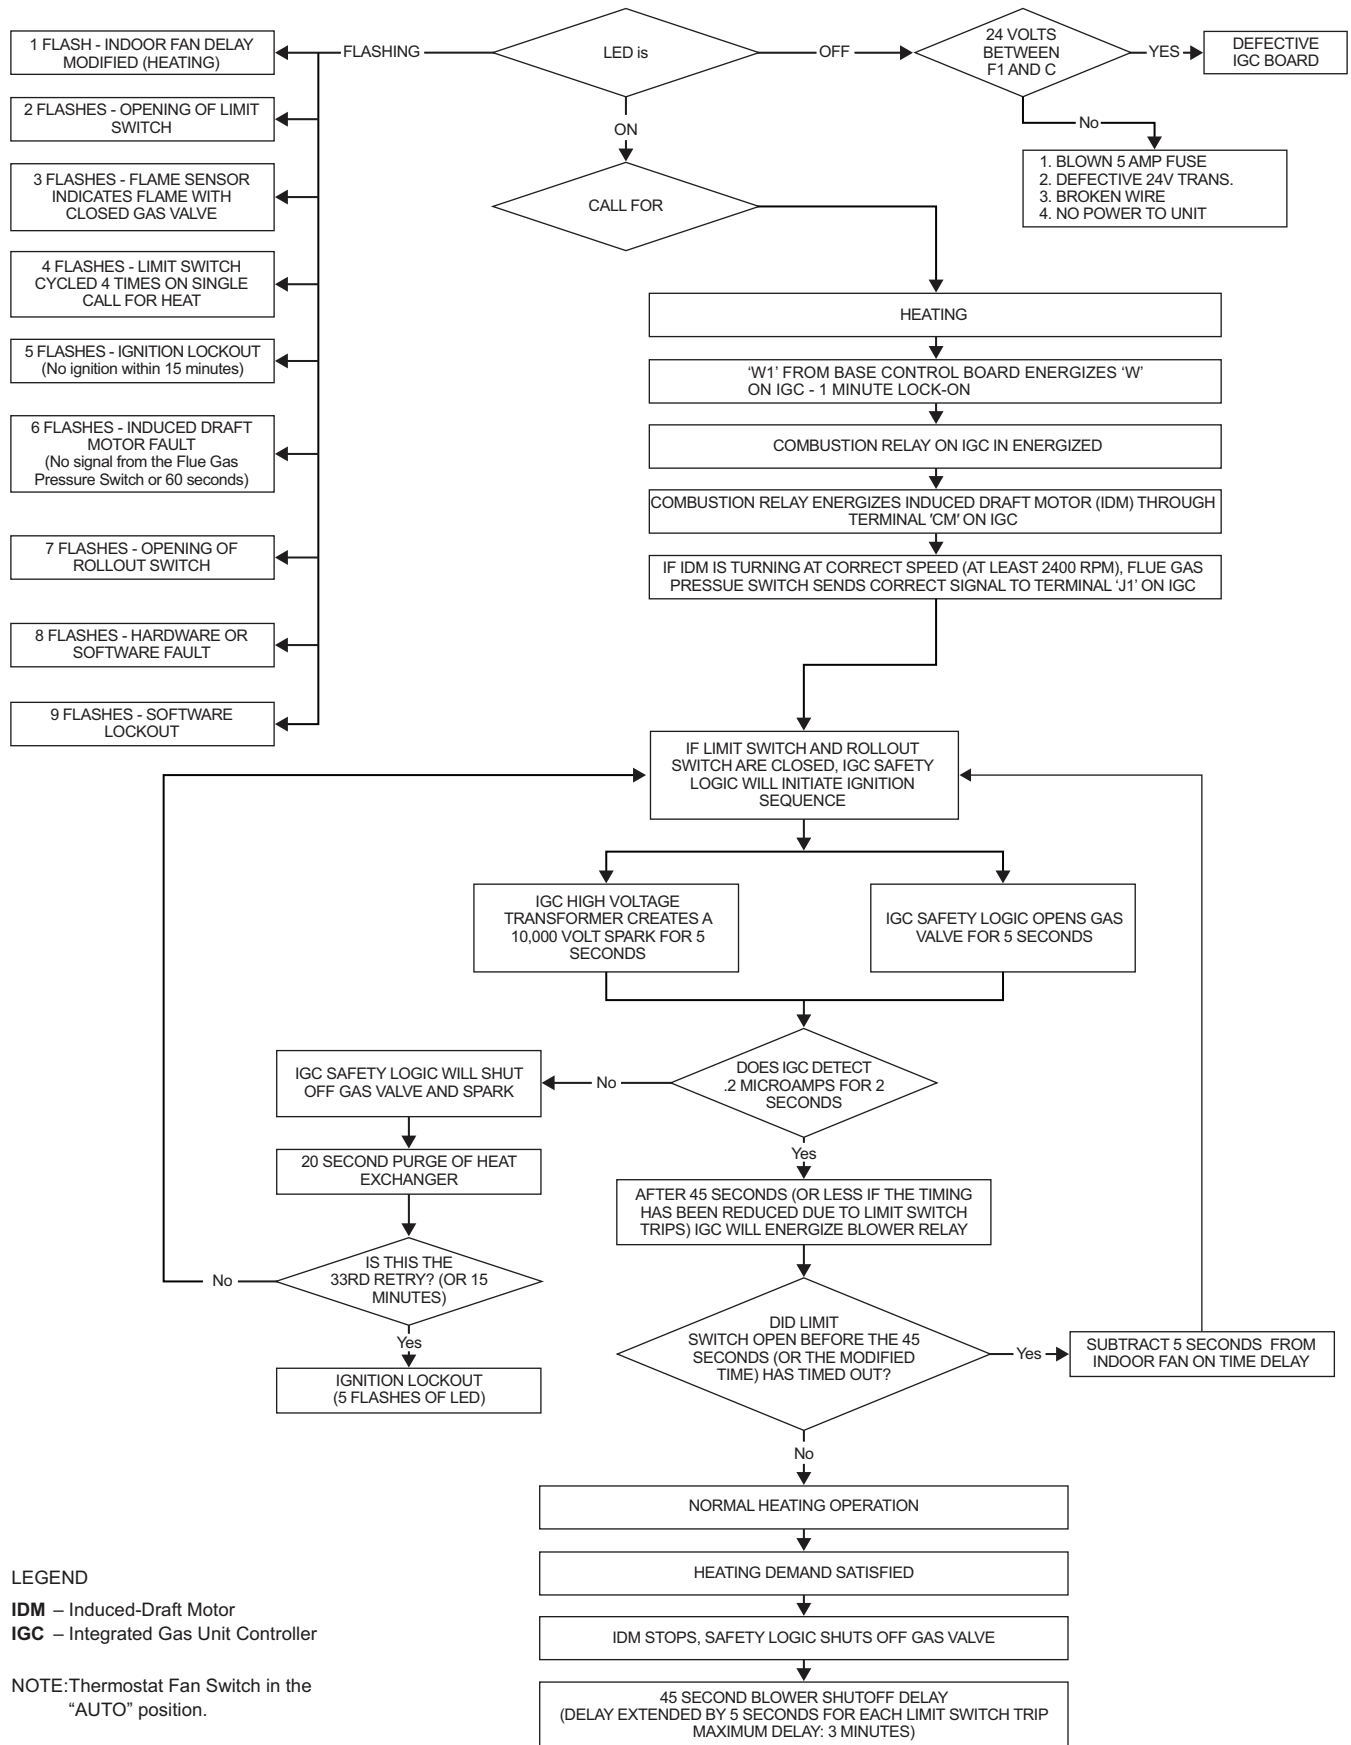 LED is
FLASHING
OFF
ON
24 VOLTS
BETWEEN
F1 AND C
YES
DEFECTIVE
IGC BOARD
No
1. BLOWN 5 AMP FUSE
2. DEFECTIVE 24V TRANS.
3. BROKEN WIRE
4. NO POWER TO UNIT
1 FLASH - INDOOR FAN DELAY
MODIFIED (HEATING)
2 FLASHES - OPENING OF LIMIT
SWITCH
3 FLASHES - FLAME SENSOR
INDICATES FLAME WITH
CLOSED GAS VALVE
4 FLASHES - LIMIT SWITCH
CYCLED 4 TIMES ON SINGLE
CALL FOR HEAT
5 FLASHES - IGNITION LOCKOUT
(No ignition within 15 minutes)
6 FLASHES - INDUCED DRAFT
MOTOR FAULT
(No signal from the Flue Gas
Pressure Switch or 60 seconds)
7 FLASHES - OPENING OF
ROLLOUT SWITCH
8 FLASHES - HARDWARE OR
SOFTWARE FAULT
9 FLASHES - SOFTWARE
LOCKOUT
CALL FOR
HEATING
‘W1’ FROM BASE CONTROL BOARD ENERGIZES ‘W’
ON IGC - 1 MINUTE LOCK-ON
COMBUSTION RELAY ON IGC IN ENERGIZED
COMBUSTION RELAY ENERGIZES INDUCED DRAFT MOTOR (IDM) THROUGH
TERMINAL ′CM′ ON IGC
IF IDM IS TURNING AT CORRECT SPEED (AT LEAST 2400 RPM), FLUE GAS
PRESSUE SWITCH SENDS CORRECT SIGNAL TO TERMINAL ‘J1’ ON IGC
IF LIMIT SWITCH AND ROLLOUT
SWITCH ARE CLOSED, IGC SAFETY
LOGIC WILL INITIATE IGNITION
SEQUENCE
IGC HIGH VOLTAGE
TRANSFORMER CREATES A
10,000 VOLT SPARK FOR 5
SECONDS
IGC SAFETY LOGIC OPENS GAS
VALVE FOR 5 SECONDS
DOES IGC DETECT
.2 MICROAMPS FOR 2
SECONDS
No
IGC SAFETY LOGIC WILL SHUT
OFF GAS VALVE AND SPARK
20 SECOND PURGE OF HEAT
EXCHANGER
IS THIS THE
33RD RETRY? (OR 15
MINUTES)
No
Yes
IGNITION LOCKOUT
(5 FLASHES OF LED)
Yes
AFTER 45 SECONDS (OR LESS IF THE TIMING
HAS BEEN REDUCED DUE TO LIMIT SWITCH
TRIPS) IGC WILL ENERGIZE BLOWER RELAY
DID LIMIT
SWITCH OPEN BEFORE THE 45
SECONDS (OR THE MODIFIED
TIME) HAS TIMED OUT?
Yes
SUBTRACT 5 SECONDS FROM
INDOOR FAN ON TIME DELAY
No
NORMAL HEATING OPERATION
HEATING DEMAND SATISFIED
IDM STOPS, SAFETY LOGIC SHUTS OFF GAS VALVE
45 SECOND BLOWER SHUTOFF DELAY
(DELAY EXTENDED BY 5 SECONDS FOR EACH LIMIT SWITCH TRIP
MAXIMUM DELAY: 3 MINUTES)
LEGEND
IDM – Induced-Draft Motor
IGC – Integrated Gas Unit Controller
NOTE:Thermostat Fan Switch in the
“AUTO” position.